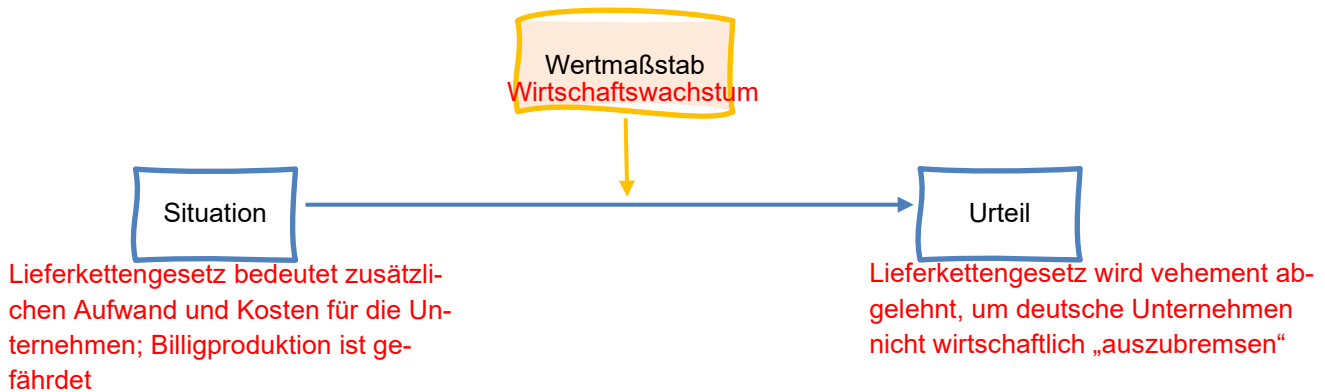 Wertmaßstab
Wirtschaftswachstum
Situation
Urteil
Lieferkettengesetz bedeutet zusätzli-
chen Aufwand und Kosten für die Un-
ternehmen; Billigproduktion ist ge-
fährdet
Lieferkettengesetz wird vehement ab-
gelehnt, um deutsche Unternehmen
nicht wirtschaftlich „auszubremsen“